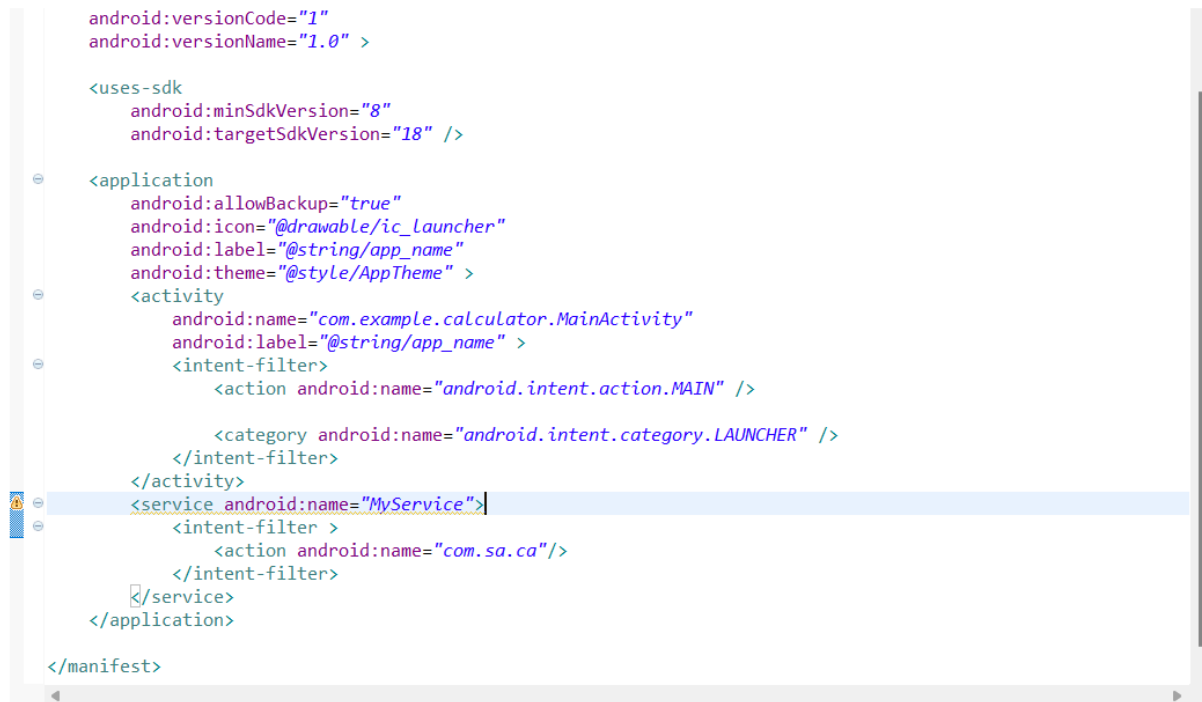 android:versionCode="1"
android:versionName="1.0" >
<uses-sdk
android:minSdkVersion="8"
android:targetSdkVersion="18" />
<application
android:allowBackup="true"
android:icon="@drawable/ic_launcher"
android:label="@string/app_name"
android:theme="@style/AppTheme" >
<activity
android:name="com.example.calculator.MainActivity"
android:label="@string/app_name" >
<intent-filter>
<action android:name="android.intent.action.MAIN" />
<category android:name="android.intent.category.LAUNCHER" />
</intent-filter>
</activity>
<service android:name="MyService">
<intent-filter >
<action android:name="com.sa.ca"/>
</intent-filter>
</service>
</application>
</manifest>